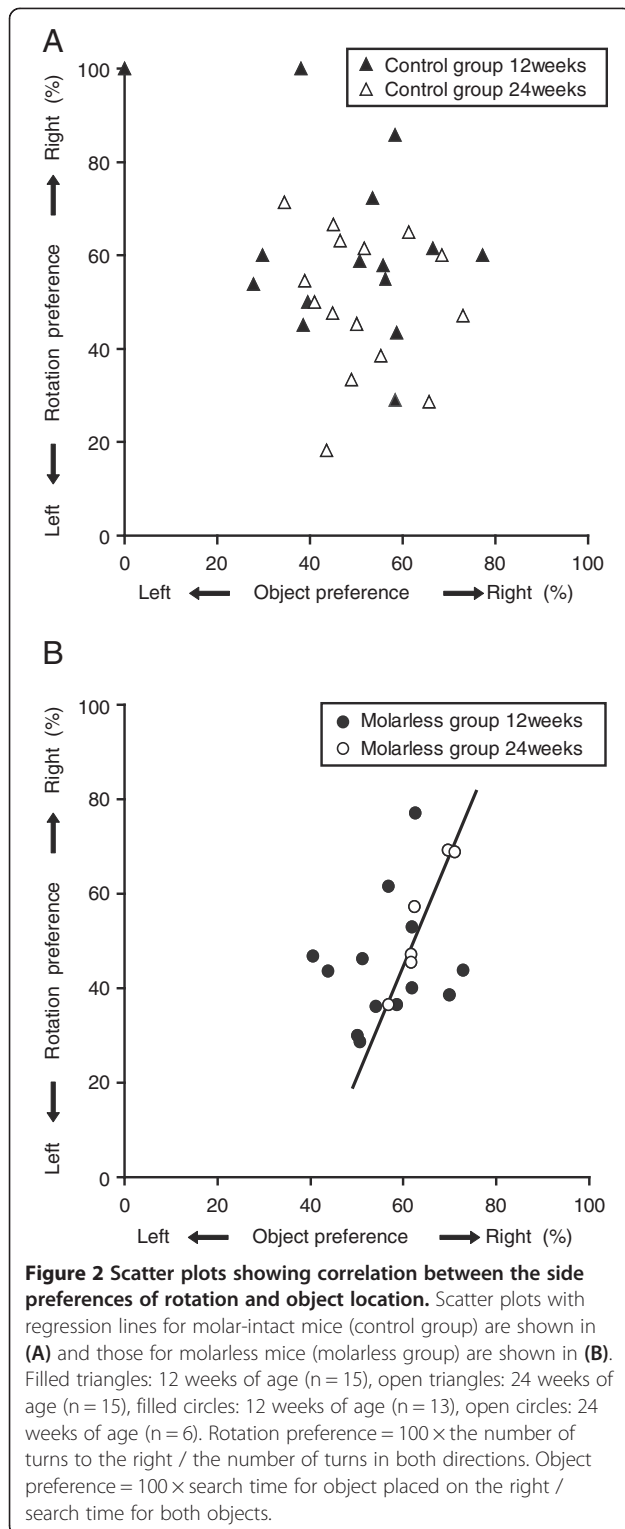 A
▲ Control group 12weeks
△ Control group 24weeks
Left ← Rotation preference → Right (%)
100
80
60
40
20
0
0 20 40 60 80 100
Left ← Object preference → Right (%)
B
● Molarless group 12weeks
○ Molarless group 24weeks
Left ← Rotation preference → Right (%)
100
80
60
40
20
0
0 20 40 60 80 100
Left ← Object preference → Right (%)
Figure 2 Scatter plots showing correlation between the side
preferences of rotation and object location. Scatter plots with
regression lines for molar-intact mice (control group) are shown in
(A) and those for molarless mice (molarless group) are shown in (B).
Filled triangles: 12 weeks of age (n = 15), open triangles: 24 weeks of
age (n = 15), filled circles: 12 weeks of age (n = 13), open circles: 24
weeks of age (n = 6). Rotation preference = 100 × the number of
turns to the right / the number of turns in both directions. Object
preference = 100 × search time for object placed on the right /
search time for both objects.